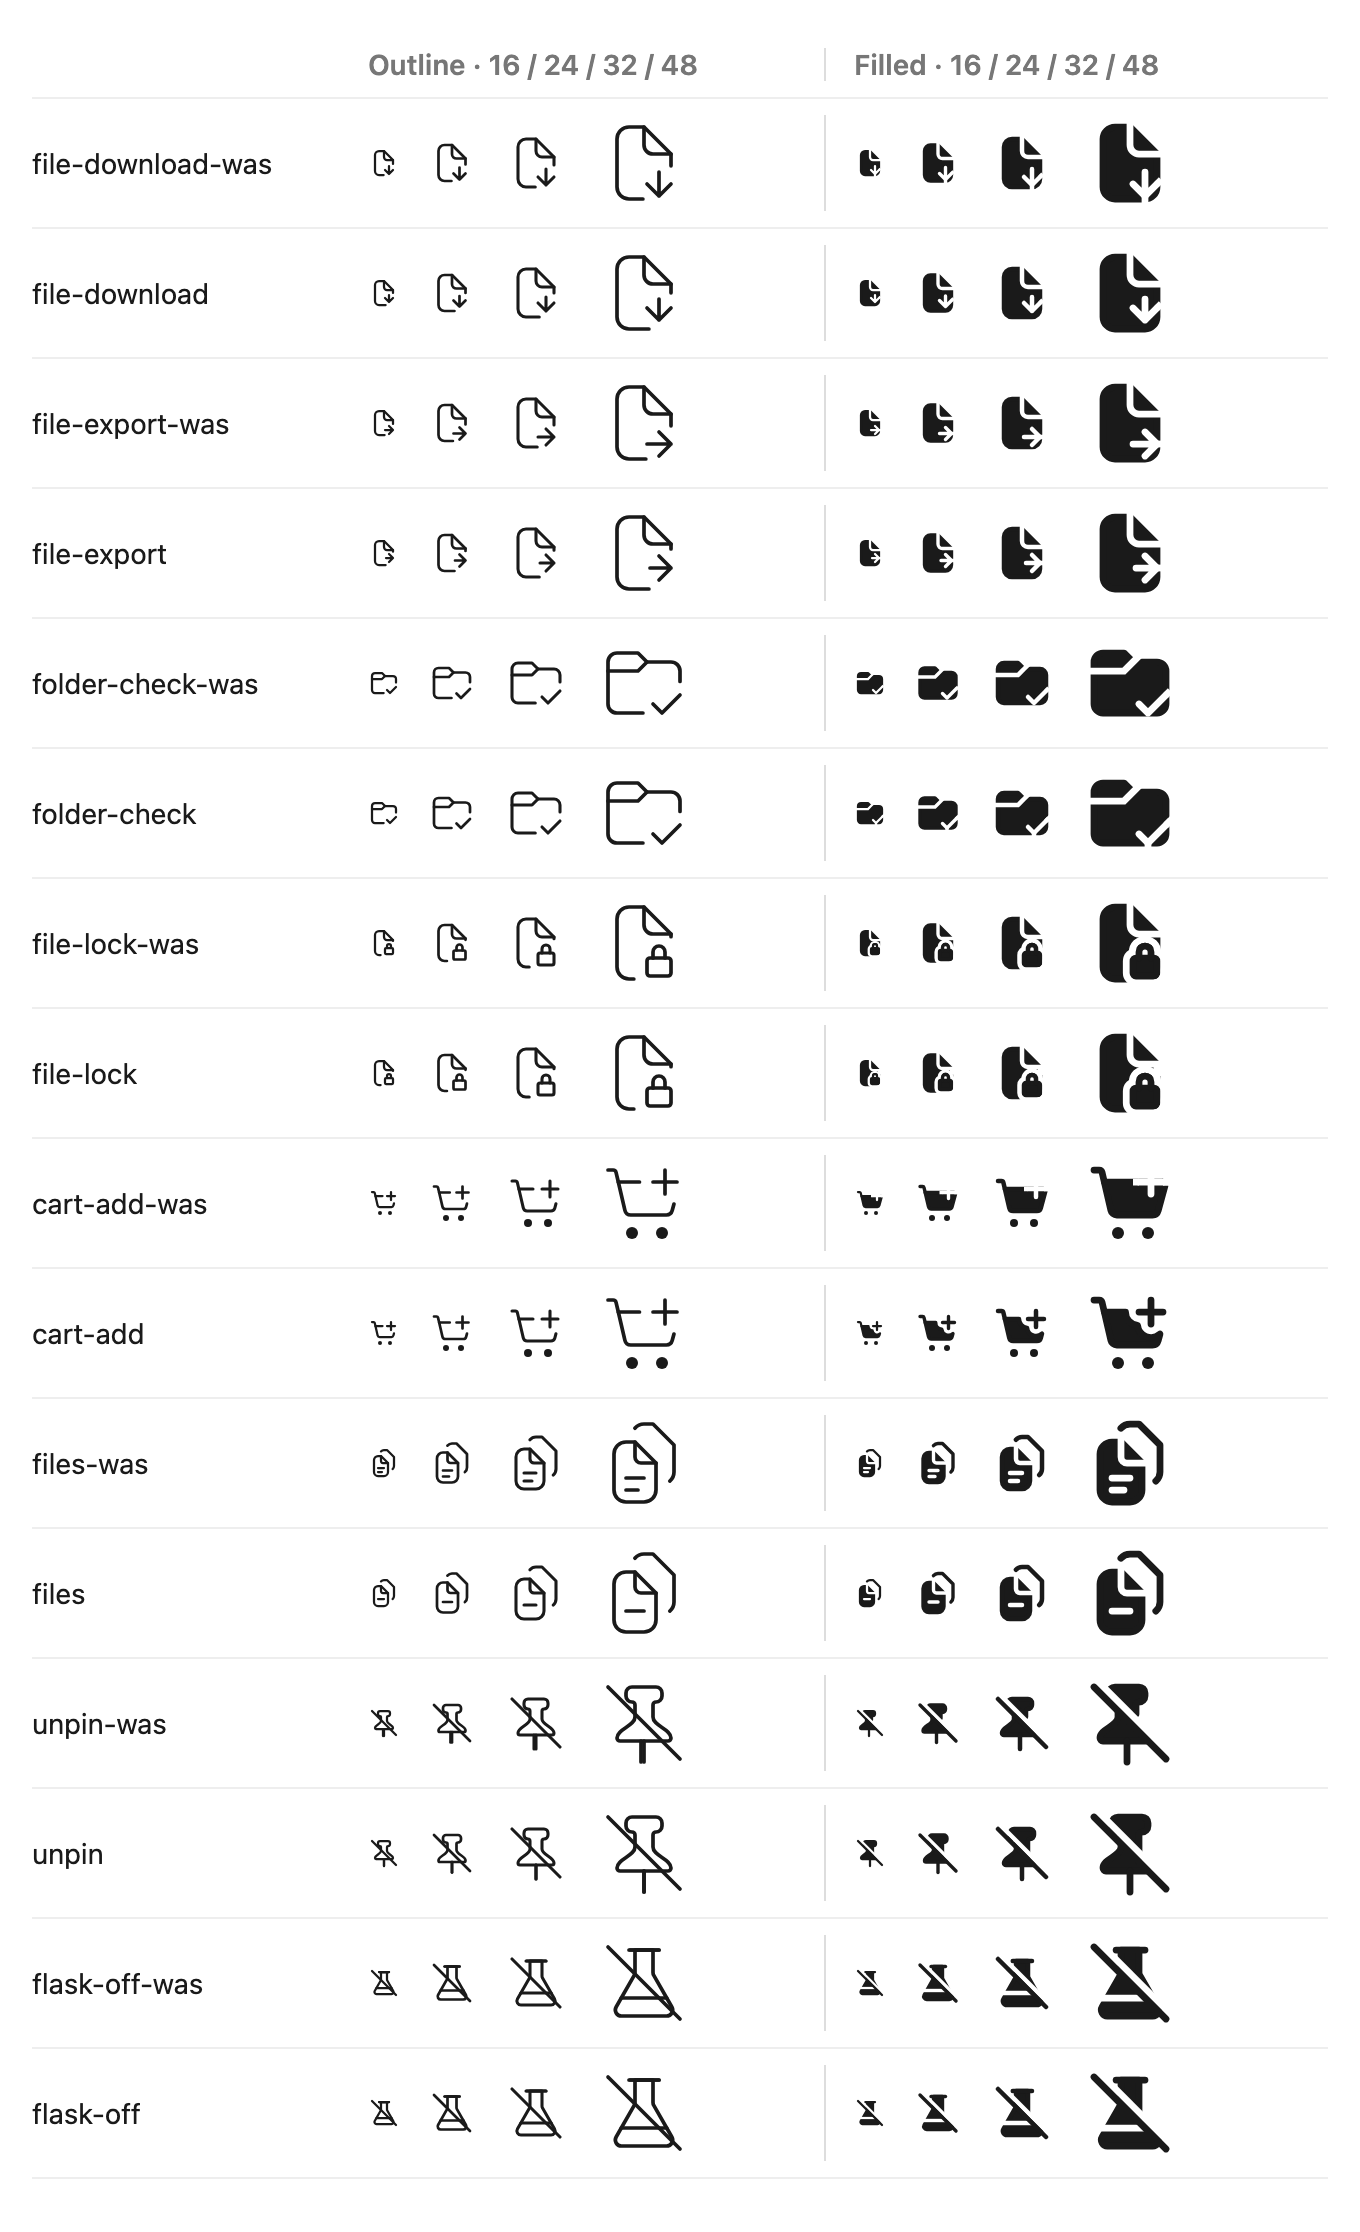 Outline · 16 / 24 / 32 / 48
Filled · 16 / 24 / 32 / 48
file-download-was
file-download
file-export-was
file-export
folder-check-was
folder-check
file-lock-was
file-lock
cart-add-was
cart-add
files-was
files
unpin-was
unpin
flask-off-was
flask-off